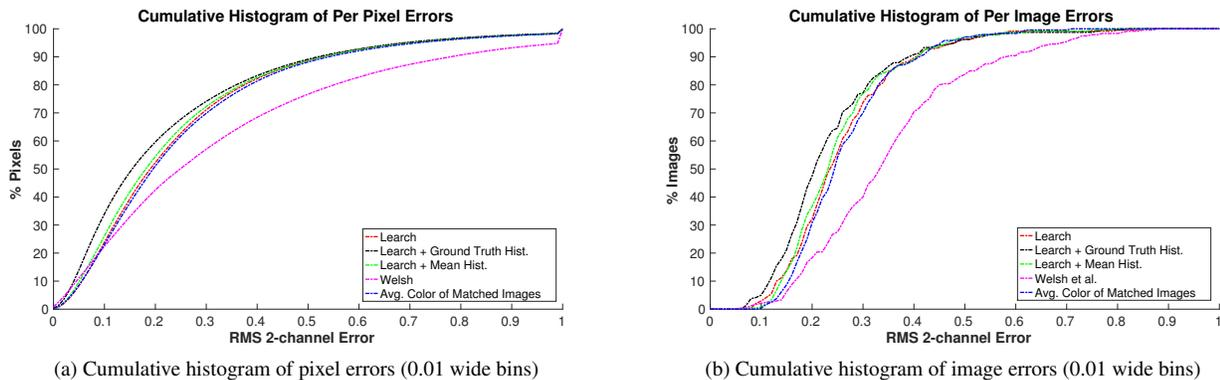 Cumulative Histogram of Per Pixel Errors
100
90
80
70
60
50
40
30
20
10
0
% Pixels
0 0.1 0.2 0.3 0.4 0.5 0.6 0.7 0.8 0.9 1
RMS 2-channel Error
Learch
Learch + Ground Truth Hist.
Learch + Mean Hist.
Welsh
Avg. Color of Matched Images
(a) Cumulative histogram of pixel errors (0.01 wide bins)
Cumulative Histogram of Per Image Errors
100
90
80
70
60
50
40
30
20
10
0
% Images
0 0.1 0.2 0.3 0.4 0.5 0.6 0.7 0.8 0.9 1
RMS 2-channel Error
Learch
Learch + Ground Truth Hist.
Learch + Mean Hist.
Welsh et al.
Avg. Color of Matched Images
(b) Cumulative histogram of image errors (0.01 wide bins)